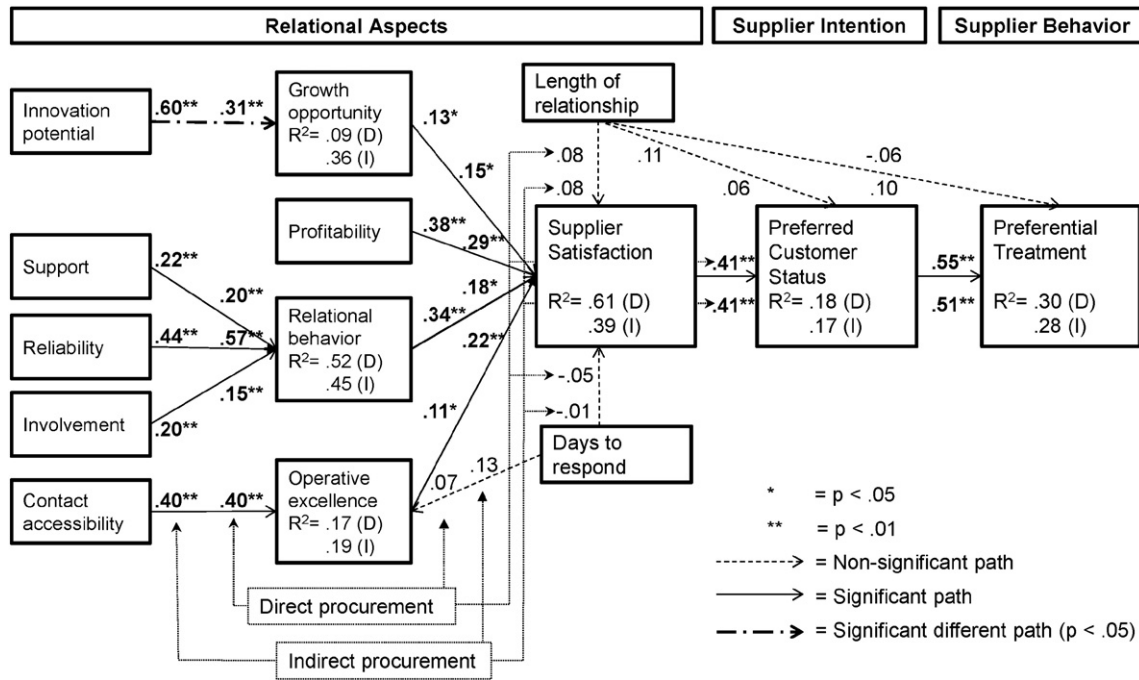 Relational Aspects
Supplier Intention
Supplier Behavior
Innovation
potential
.60**
.31**
Growth
opportunity
R²= .09 (D)
.36 (I)
.13*
.15*
Length of
relationship
.08
.08
.11
.06
-.06
.10
Profitability
.38**
.29**
Supplier
Satisfaction
R²= .61 (D)
.39 (I)
.41**
.41**
Preferred
Customer
Status
R²= .18 (D)
.17 (I)
.55**
.51**
Preferential
Treatment
R²= .30 (D)
.28 (I)
Support
.22**
.20**
Reliability
.44**
.57**
Involvement
.20**
.15**
Relational
behavior
R²= .52 (D)
.45 (I)
.18*
.34**
.22**
.11*
-.05
-.01
Days to
respond
.13
.07
Contact
accessibility
.40**
.40**
Operative
excellence
R²= .17 (D)
.19 (I)
Direct procurement
Indirect procurement
* = p < .05
** = p < .01
= Non-significant path
= Significant path
= Significant different path (p < .05)